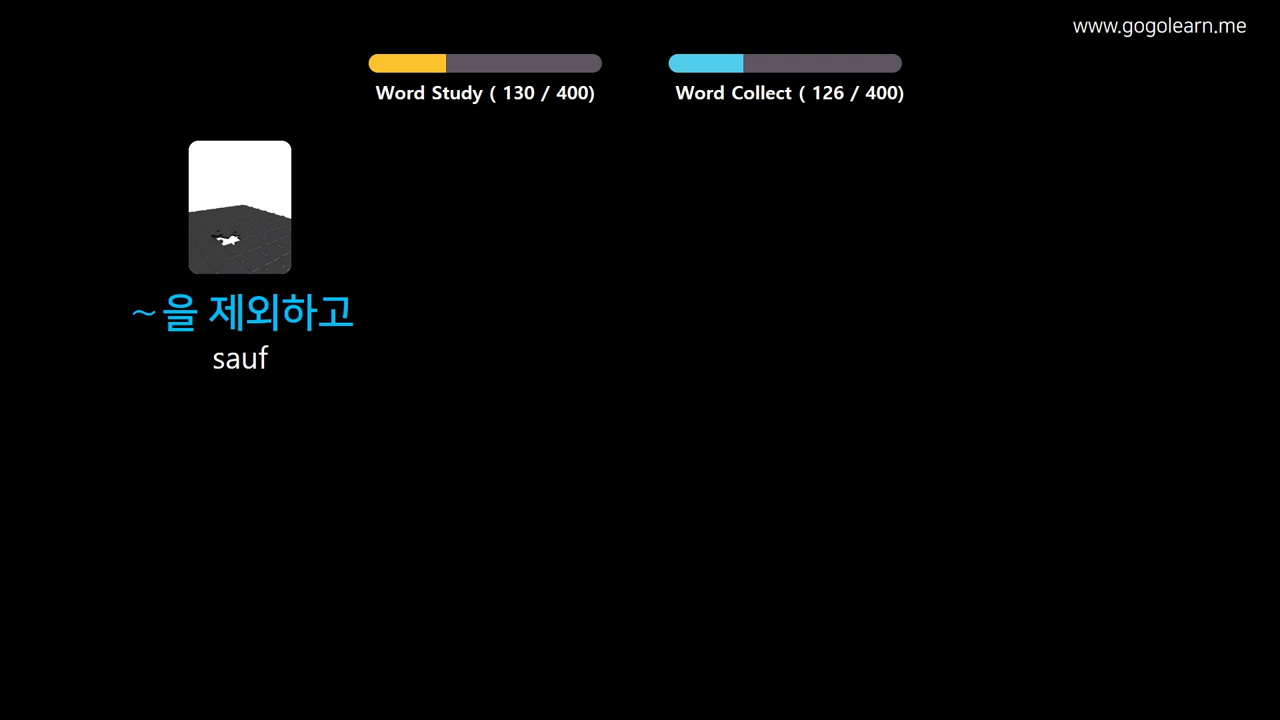 www.gogolearn.me
Word Study ( 130 / 400)
Word Collect ( 126 / 400)
~을 제외하고
sauf